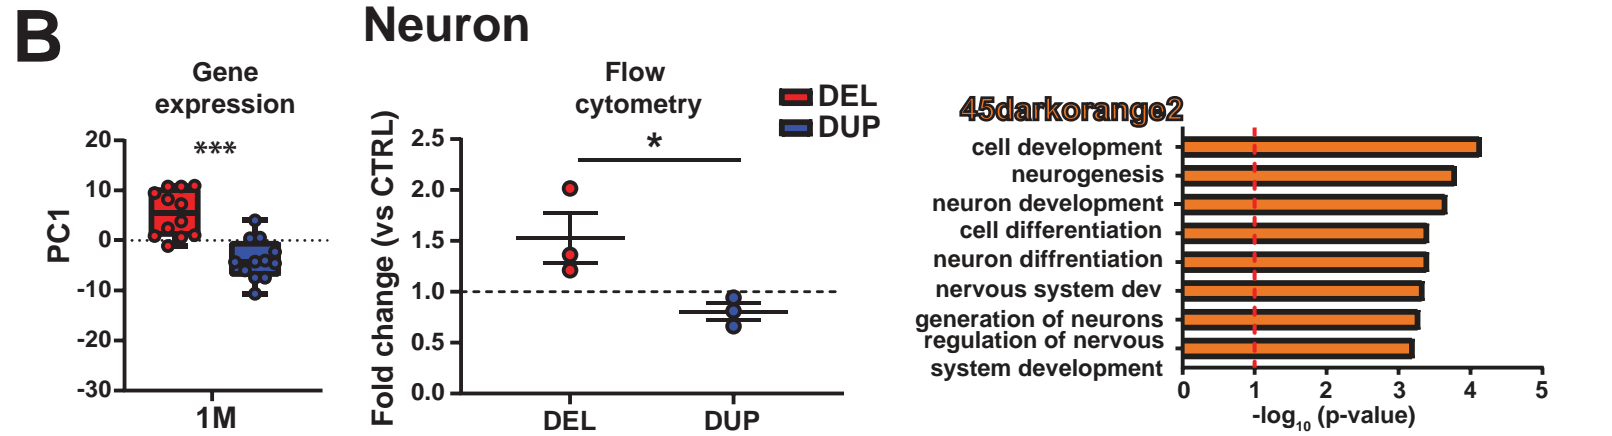 B
Neuron
Gene
expression
***
PC1
20
10
0
-10
-20
-30
1M
Flow
cytometry
DEL
DUP
*
Fold change (vs CTRL)
2.5
2.0
1.5
1.0
0.5
0.0
DEL
DUP
45darkorange2
cell development
neurogenesis
neuron development
cell differentiation
neuron diffrentiation
nervous system dev
generation of neurons
regulation of nervous
system development
0 1 2 3 4 5
-log10 (p-value)